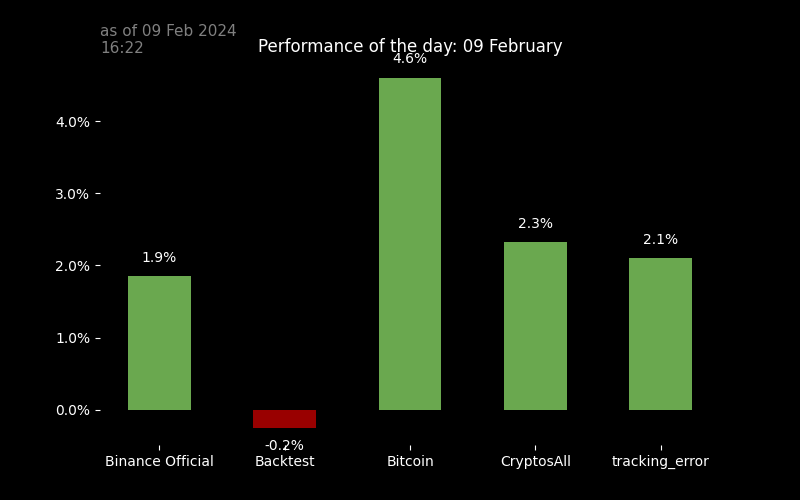 as of 09 Feb 2024
16:22
Performance of the day: 09 February
4.6%
4.0%
3.0%
2.3%
2.1%
2.0%
1.9%
1.0%
0.0%
-0.2%
Binance Official
Backtest
Bitcoin
CryptosAll
tracking_error